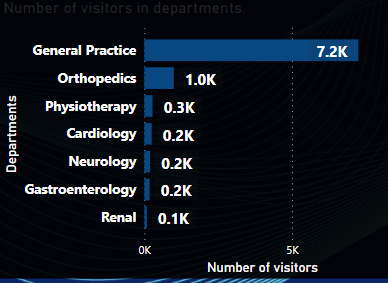 Number of visitors in departments.
General Practice 7.2K
Orthopedics 1.0K
Physiotherapy 0.3K
Cardiology 0.2K
Neurology 0.2K
Gastroenterology 0.2K
Renal 0.1K
Departments
0K 5K
Number of visitors